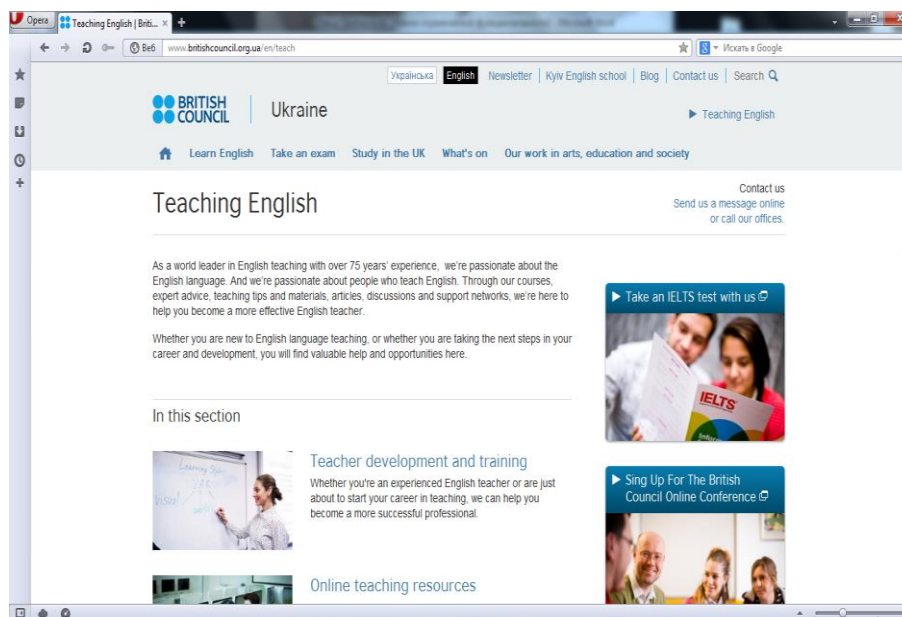 Opera
Teaching English | Briti...
Веб
www.britishcouncil.org.ua/en/teach
Искать в Google
Українська English Newsletter Kyiv English school Blog Contact us Search
BRITISH
COUNCIL
Ukraine
Teaching English
Learn English Take an exam Study in the UK What's on Our work in arts, education and society
Teaching English
Contact us
Send us a message online
or call our offices.
As a world leader in English teaching with over 75 years' experience, we're passionate about the
English language. And we're passionate about people who teach English. Through our courses,
expert advice, teaching tips and materials, articles, discussions and support networks, we're here to
help you become a more effective English teacher.
Whether you are new to English language teaching, or whether you are taking the next steps in your
career and development, you will find valuable help and opportunities here.
Take an IELTS test with us
IELTS
In this section
Teacher development and training
Whether you're an experienced English teacher or are just
about to start your career in teaching, we can help you
become a more successful professional.
Sing Up For The British
Council Online Conference
Online teaching resources